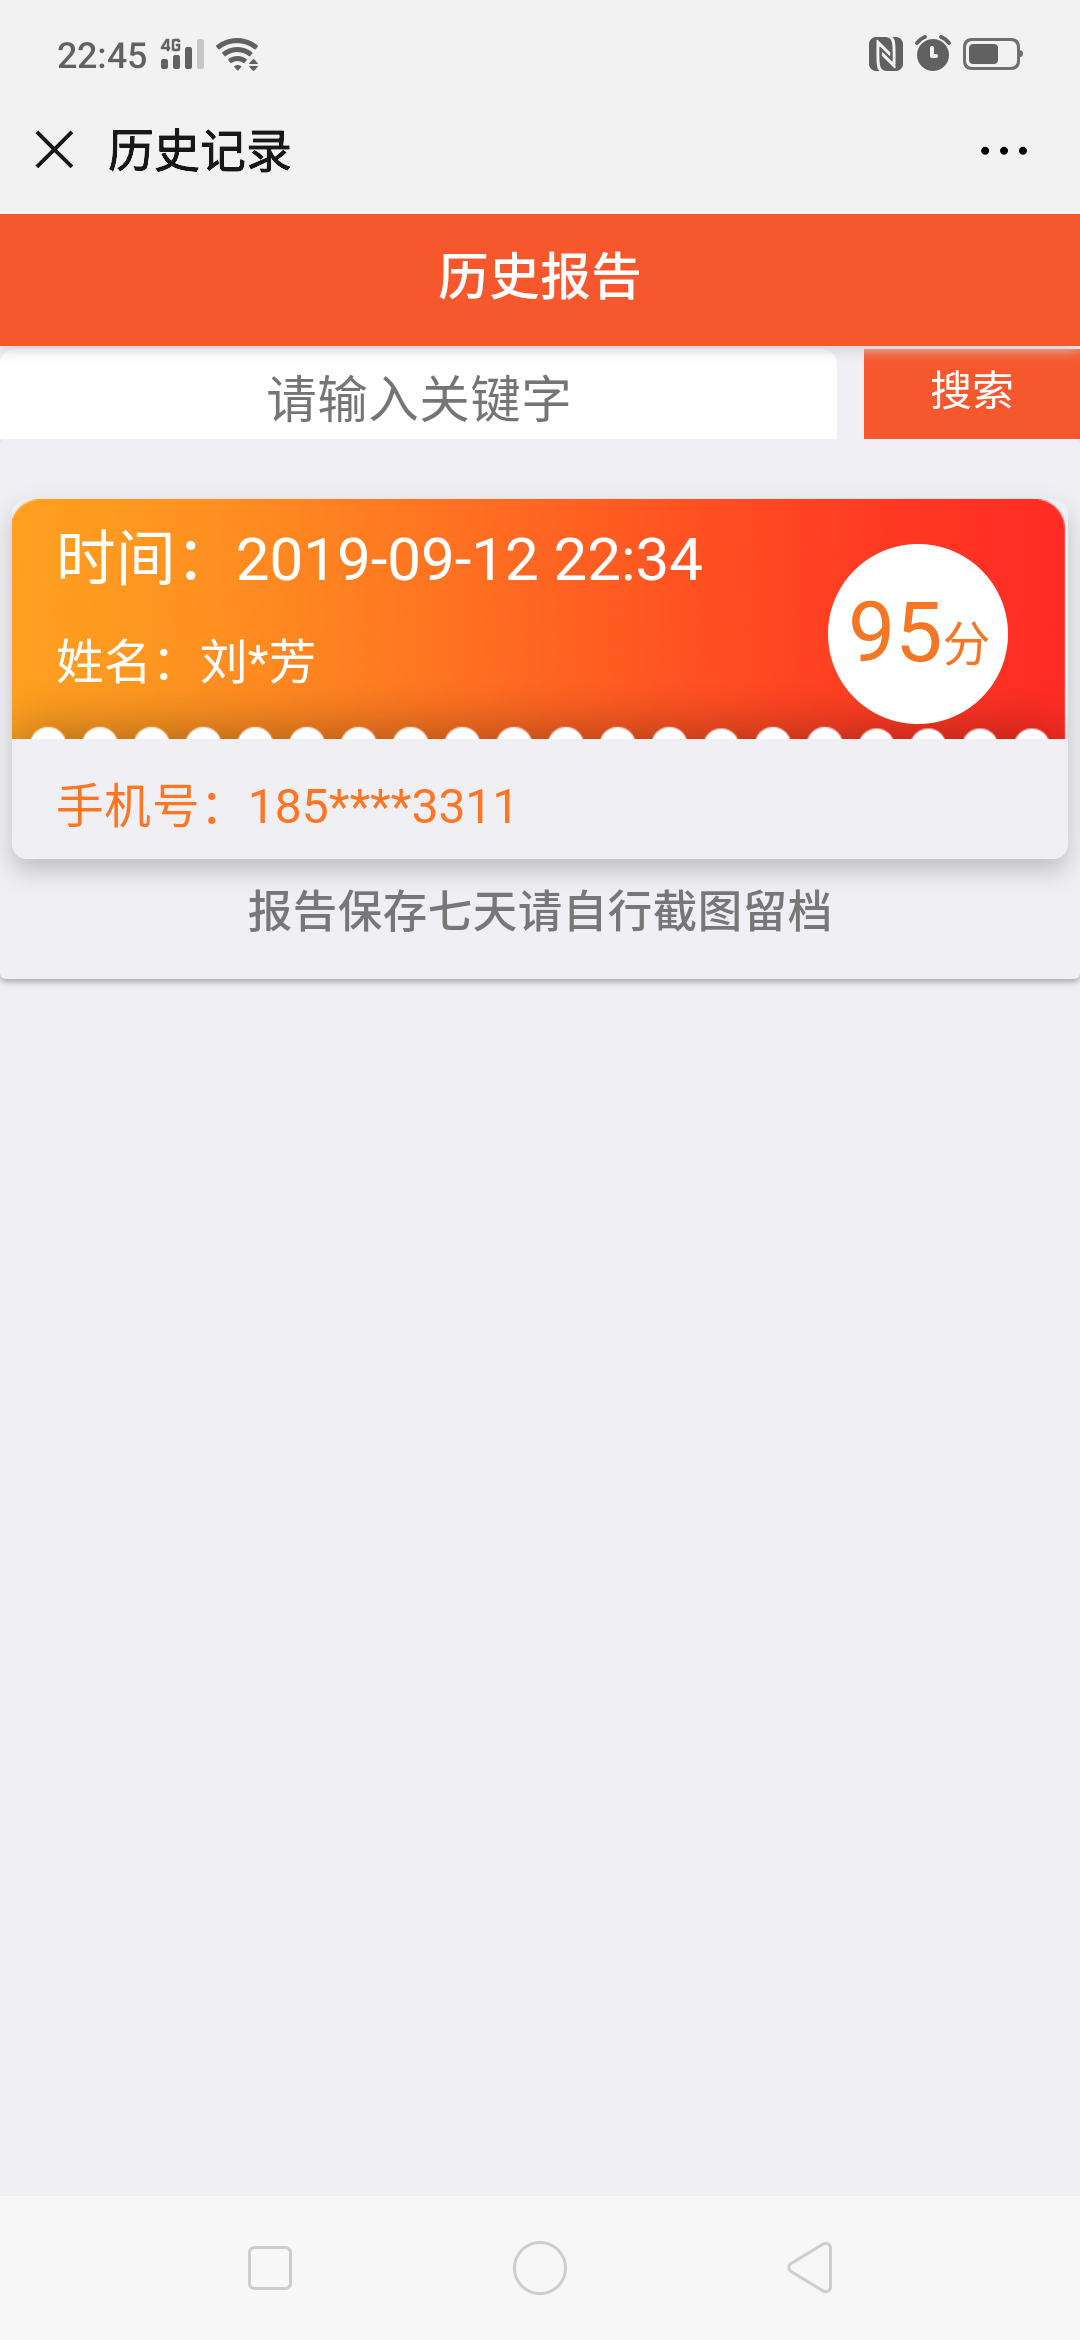 22:45 4G
历史记录
历史报告
请输入关键字
搜索
时间：2019-09-12 22:34
姓名：刘*芳
95分
手机号：185****3311
报告保存七天请自行截图留档